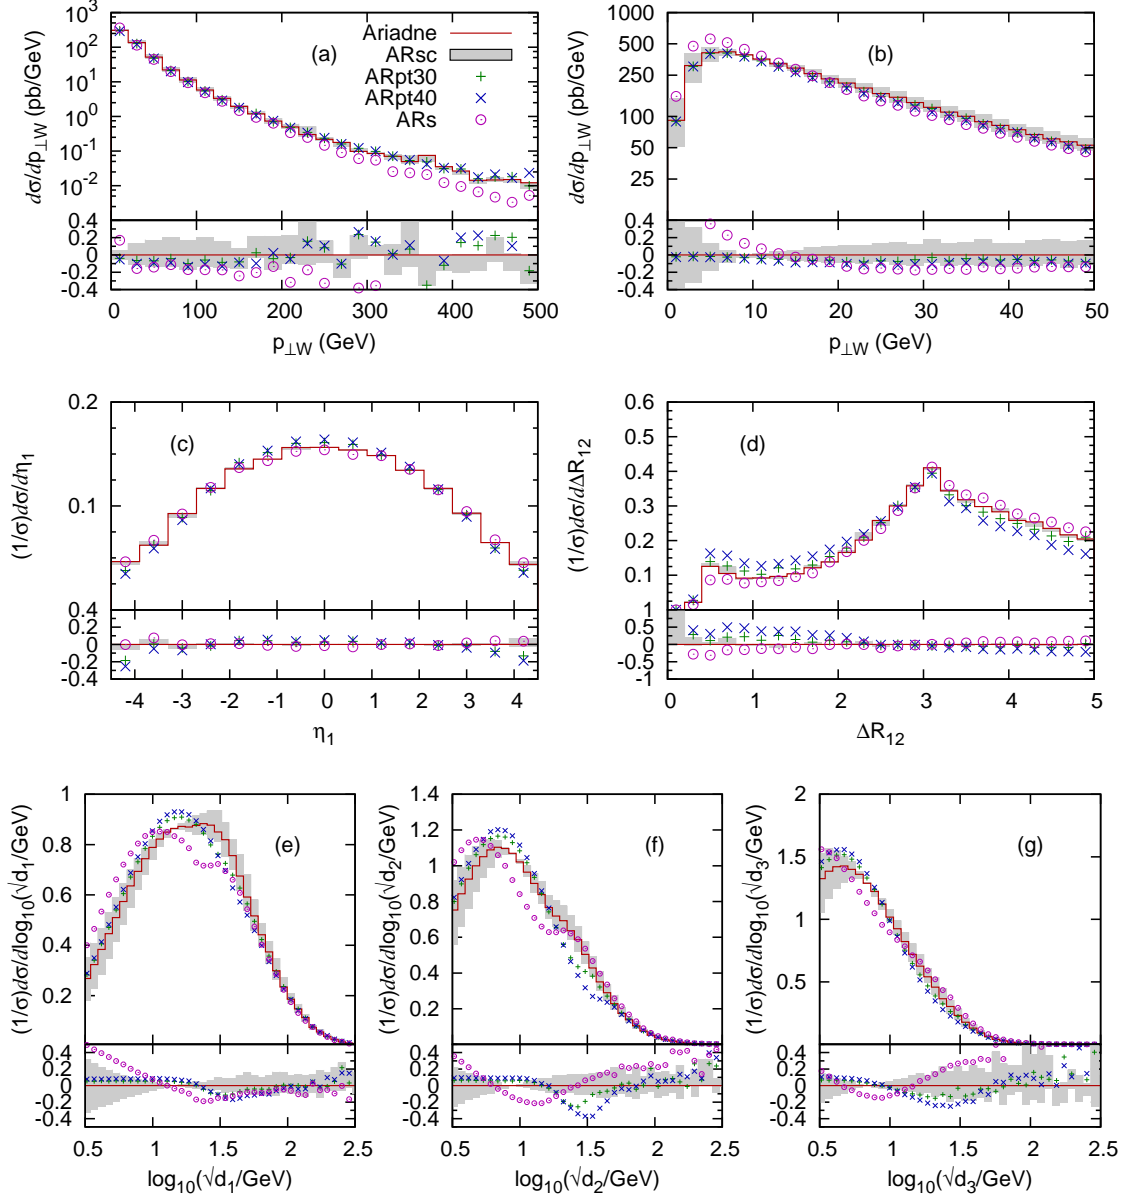 dσ/dp⊥W (pb/GeV)
10³
10²
10¹
10⁰
10⁻¹
10⁻²
(a)
Ariadne
ARsc
ARpt30
ARpt40
ARs
0.4
0.2
0
-0.2
-0.4
0 100 200 300 400 500
p⊥W (GeV)
dσ/dp⊥W (pb/GeV)
1000
500
250
100
50
25
(b)
0.4
0.2
0
-0.2
-0.4
0 10 20 30 40 50
p⊥W (GeV)
(1/σ)dσ/dη₁
0.2
0.1
(c)
0.4
0.2
0
-0.2
-0.4
-4 -3 -2 -1 0 1 2 3 4
η₁
(1/σ)dσ/dΔR₁₂
0.6
0.5
0.4
0.3
0.2
0.1
(d)
1
0.5
0
-0.5
-1
0 1 2 3 4 5
ΔR₁₂
(1/σ)dσ/dlog₁₀(√d₁/GeV)
1
0.8
0.6
0.4
0.2
(e)
0.4
0.2
0
-0.2
-0.4
0.5 1 1.5 2 2.5
log₁₀(√d₁/GeV)
(1/σ)dσ/dlog₁₀(√d₂/GeV)
1.4
1.2
1
0.8
0.6
0.4
0.2
(f)
0.4
0.2
0
-0.2
-0.4
0.5 1 1.5 2 2.5
log₁₀(√d₂/GeV)
(1/σ)dσ/dlog₁₀(√d₃/GeV)
2
1.5
1
0.5
(g)
0.4
0.2
0
-0.2
-0.4
0.5 1 1.5 2 2.5
log₁₀(√d₃/GeV)